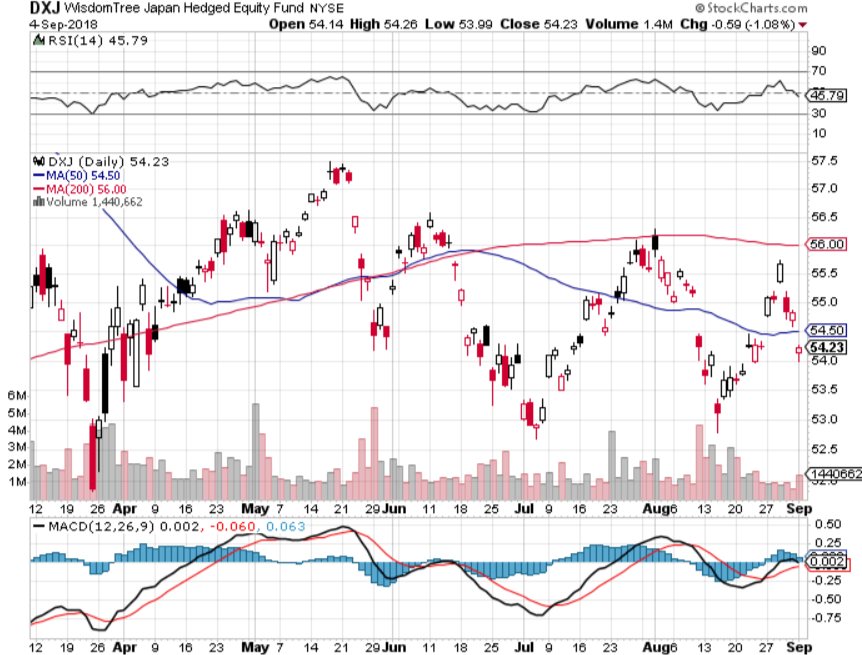 DXJ WisdomTree Japan Hedged Equity Fund NYSE © StockCharts.com
4-Sep-2018 Open 54.14 High 54.26 Low 53.99 Close 54.23 Volume 1.4M Chg -0.59 (-1.08%)
RSI(14) 45.79
90
70
45.79
30
10
DXJ (Daily) 54.23
MA(50) 54.50
MA(200) 56.00
Volume 1,440,662
57.5
57.0
56.5
56.00
55.5
55.0
54.50
54.23
54.0
53.5
53.0
52.5
1440662
6M
5M
4M
3M
2M
1M
12 19 26 Apr 9 16 23 May 7 14 21 29 Jun 11 18 25 Jul 9 16 23 Aug 6 13 20 27 Sep
MACD(12,26,9) 0.002, -0.060, 0.063
0.50
0.25
0.002
-0.25
-0.50
-0.75
12 19 26 Apr 9 16 23 May 7 14 21 29 Jun 11 18 25 Jul 9 16 23 Aug 6 13 20 27 Sep